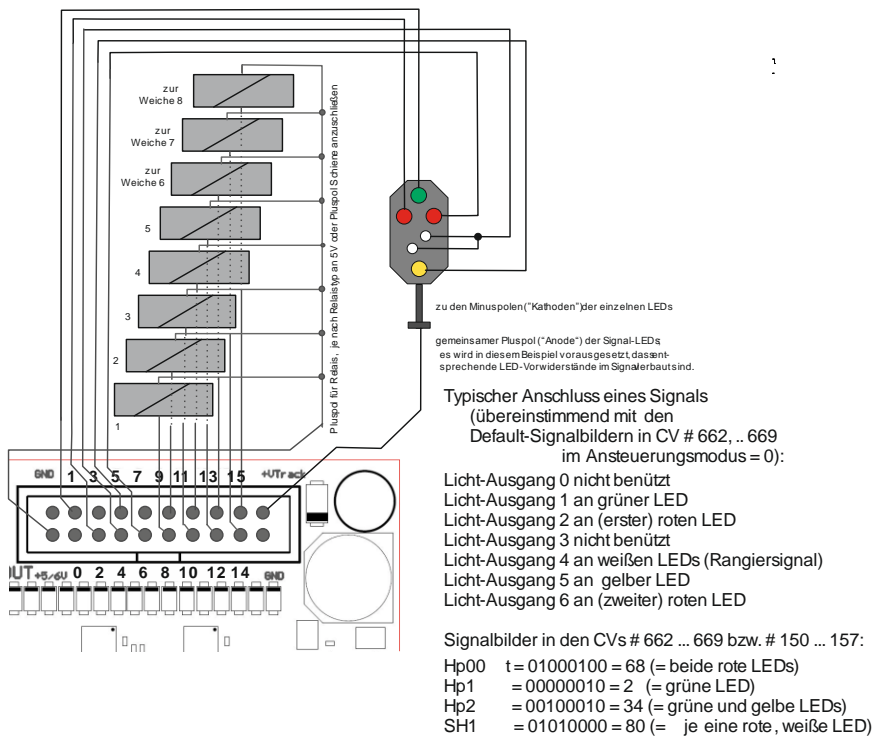 zur
Weiche 8
zur
Weiche 7
zur
Weiche 6
5
4
3
2
1
Pluspol für Relais, je nach Relaistyp an 5V oder Pluspol Schiene anzuschließen
zu den Minuspolen ("Kathoden") der einzelnen LEDs
gemeinsamer Pluspol ("Anode") der Signal-LEDs,
es wird in diesem Beispiel vorausgesetzt, dass ent-
sprechende LED-Vorwiderstände im Signal verbaut sind.
Typischer Anschluss eines Signals
(übereinstimmend mit den
Default-Signalbildern in CV # 662, .. 669
im Ansteuerungsmodus = 0):
Licht-Ausgang 0 nicht benützt
Licht-Ausgang 1 an grüner LED
Licht-Ausgang 2 an (erster) roten LED
Licht-Ausgang 3 nicht benützt
Licht-Ausgang 4 an weißen LEDs (Rangiersignal)
Licht-Ausgang 5 an gelber LED
Licht-Ausgang 6 an (zweiter) roten LED
Signalbilder in den CVs # 662 ... 669 bzw. # 150 ... 157:
Hp00 t = 01000100 = 68 (= beide rote LEDs)
Hp1 = 00000010 = 2 (= grüne LED)
Hp2 = 00100010 = 34 (= grüne und gelbe LEDs)
SH1 = 01010000 = 80 (= je eine rote, weiße LED)
GND 1 3 5 7 9 11 13 15 +VTrack
OUT +5/6V 0 2 4 6 8 10 12 14 GND